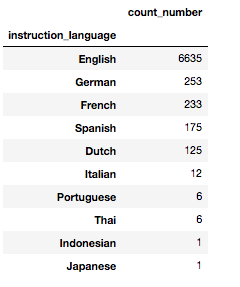 count_number
instruction_language
English 6635
German 253
French 233
Spanish 175
Dutch 125
Italian 12
Portuguese 6
Thai 6
Indonesian 1
Japanese 1